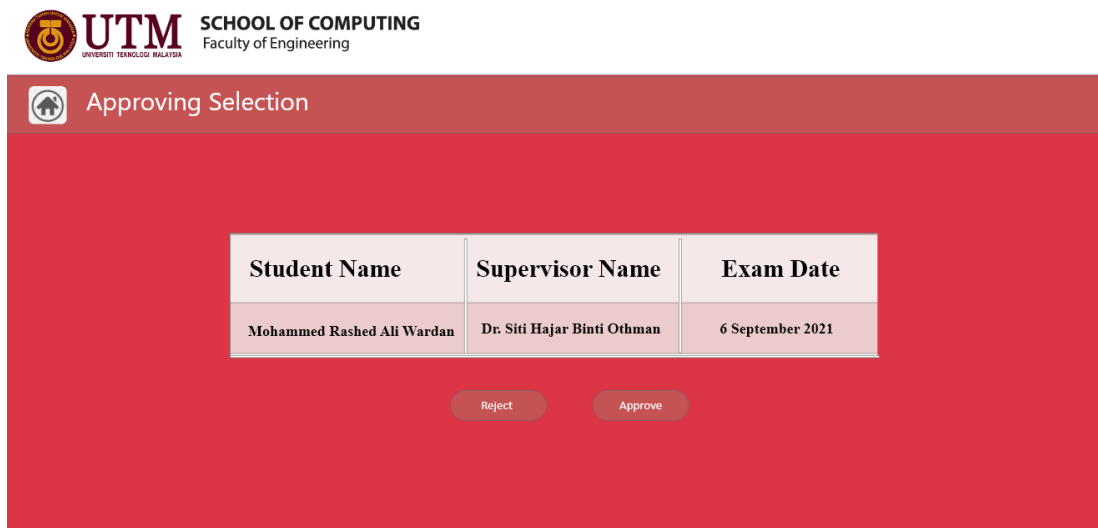 UTM
UNIVERSITI TEKNOLOGI MALAYSIA
SCHOOL OF COMPUTING
Faculty of Engineering
Approving Selection
Student Name Supervisor Name Exam Date
Mohammed Rashed Ali Wardan Dr. Siti Hajar Binti Othman 6 September 2021
Reject Approve